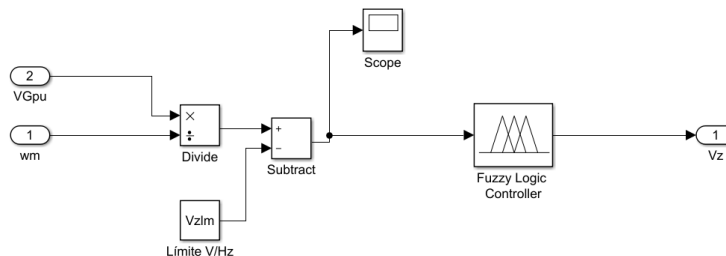 Scope
2
VGpu
×
÷
Divide
1
wm
+
−
Subtract
Vzlm
Límite V/Hz
Fuzzy Logic
Controller
1
Vz